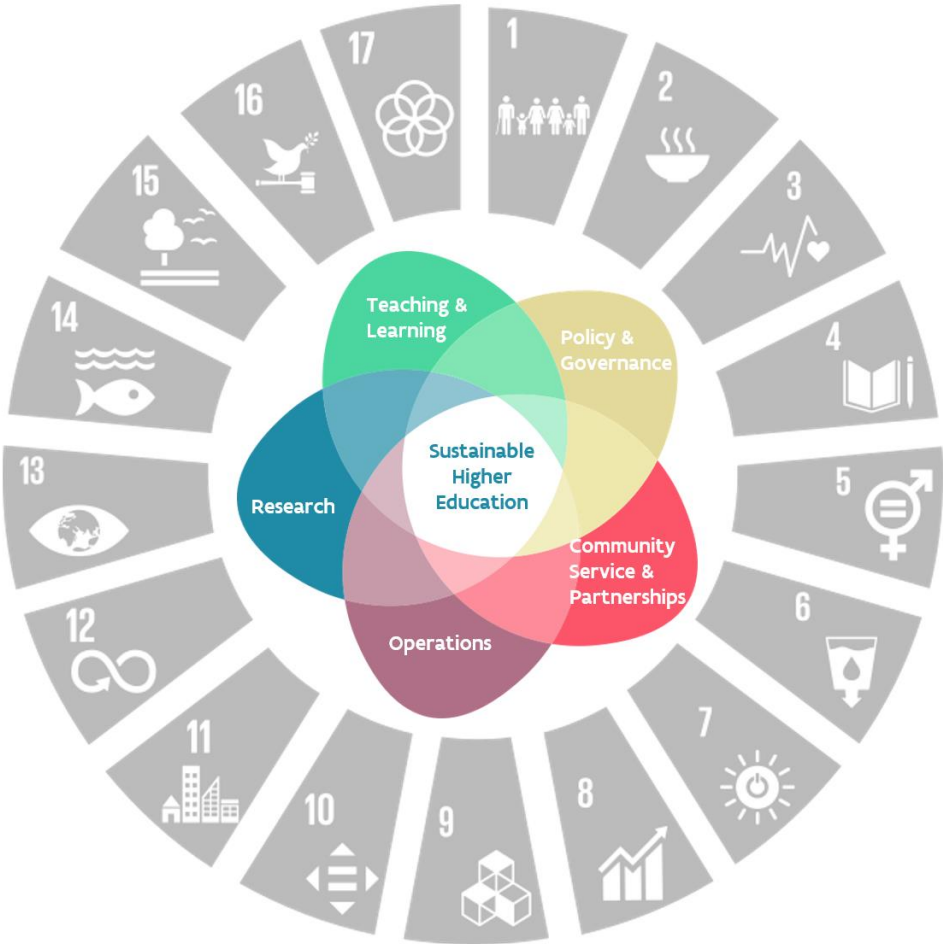 1
2
3
4
5
6
7
8
9
10
11
12
13
14
15
16
17
Teaching &
Learning
Policy &
Governance
Sustainable
Higher
Education
Research
Community
Service &
Partnerships
Operations